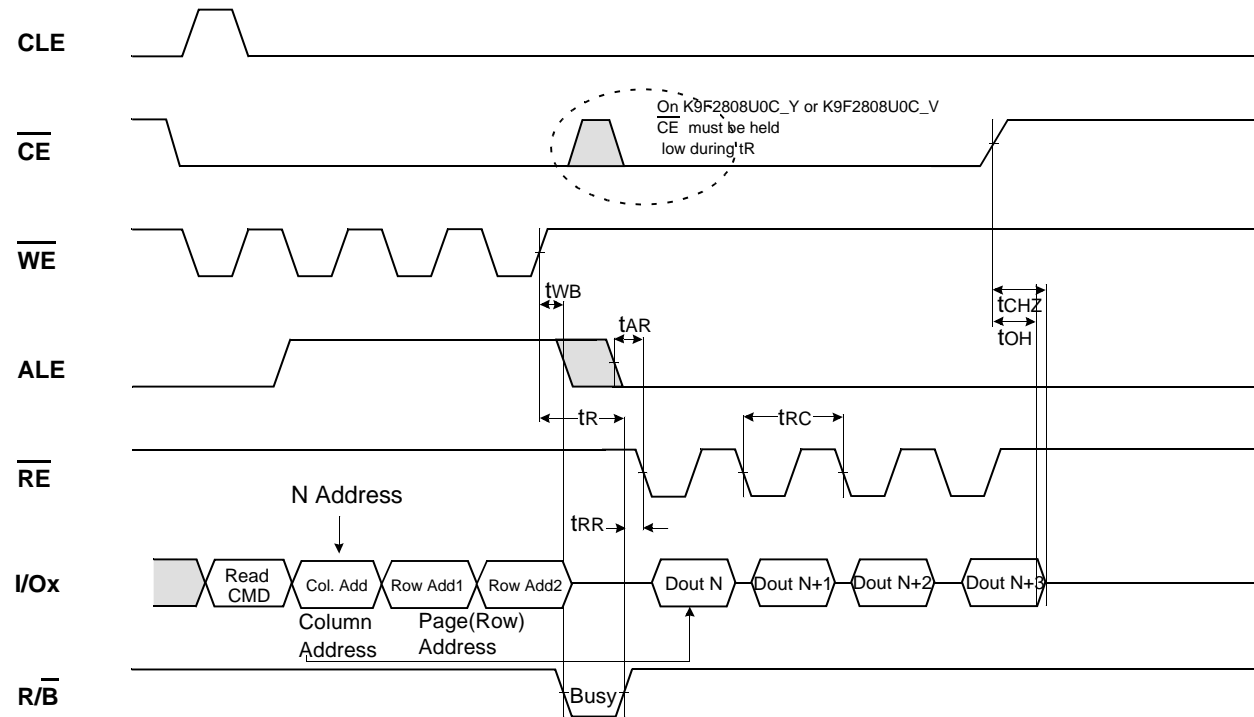 CLE
On K9F2808U0C_Y or K9F2808U0C_V
CE must be held
low during tR
CE
WE
tWB
tCHZ
tAR
tOH
ALE
tR
tRC
RE
N Address
tRR
I/Ox
Read
CMD
Col. Add
Row Add1
Row Add2
Dout N
Dout N+1
Dout N+2
Dout N+3
Column
Address
Page(Row)
Address
R/B
Busy